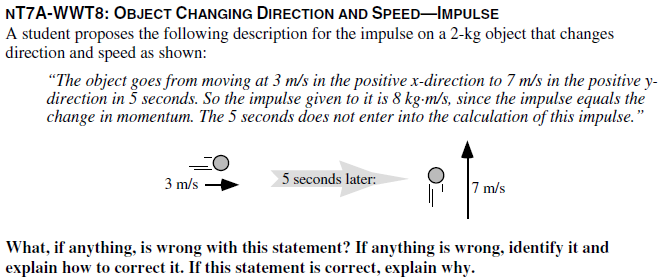 NT7A-WWT8: OBJECT CHANGING DIRECTION AND SPEED—IMPULSE
A student proposes the following description for the impulse on a 2-kg object that changes
direction and speed as shown:
"The object goes from moving at 3 m/s in the positive x-direction to 7 m/s in the positive y-
direction in 5 seconds. So the impulse given to it is 8 kg·m/s, since the impulse equals the
change in momentum. The 5 seconds does not enter into the calculation of this impulse."
3 m/s
5 seconds later:
7 m/s
What, if anything, is wrong with this statement? If anything is wrong, identify it and
explain how to correct it. If this statement is correct, explain why.